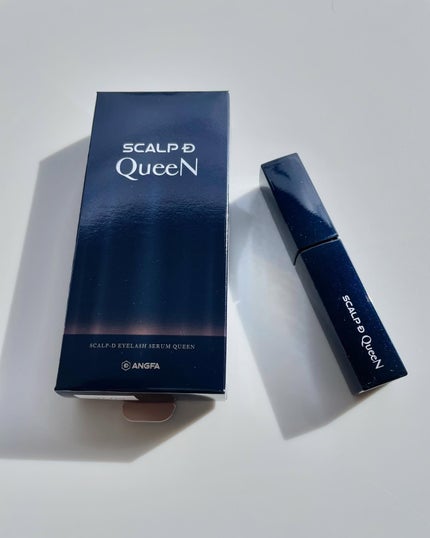 SCALP D
QueeN
SCALP-D EYELASH SERUM QUEEN
ANGFA
SCALP D QueeN